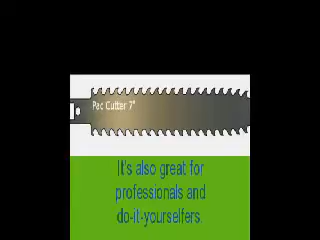 Pac Cutter 7"
It's also great for
professionals and
do-it-yourselfers.